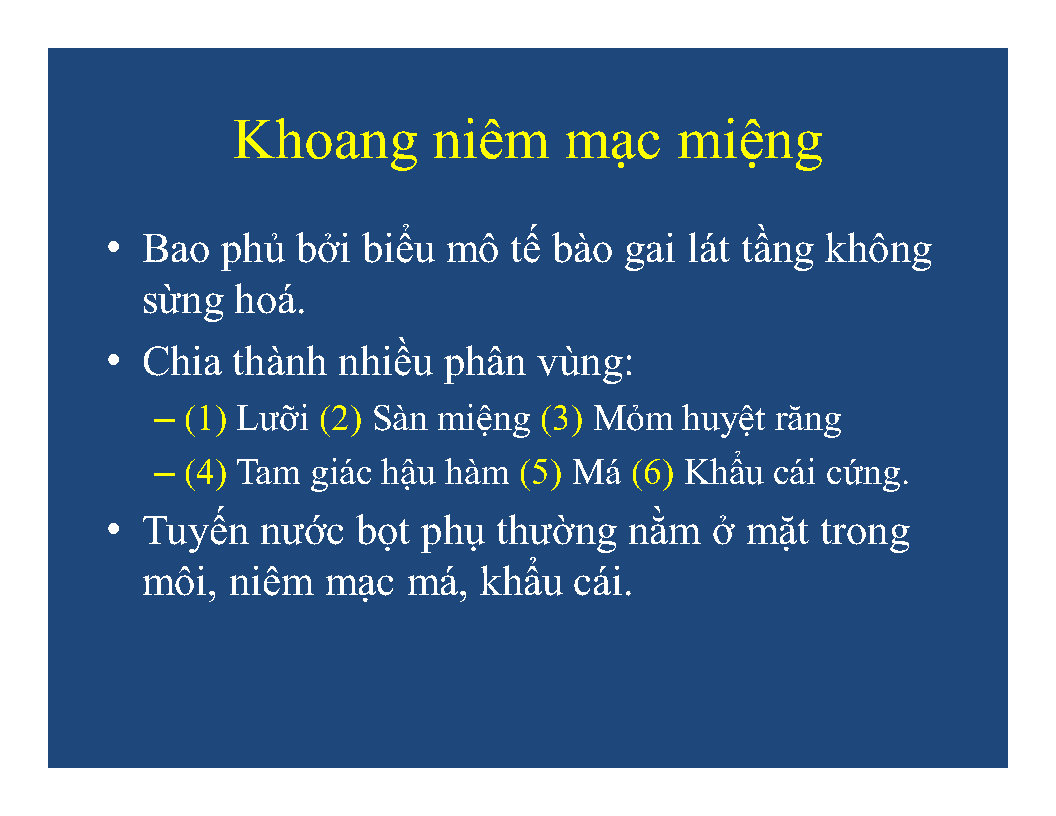 Khoang niêm mạc miệng
• Bao phủ bởi biểu mô tế bào gai lát tầng không
sừng hoá.
• Chia thành nhiều phân vùng:
– (1) Lưỡi (2) Sàn miệng (3) Mỏm huyệt răng
– (4) Tam giác hậu hàm (5) Má (6) Khẩu cái cứng.
• Tuyến nước bọt phụ thường nằm ở mặt trong
môi, niêm mạc má, khẩu cái.